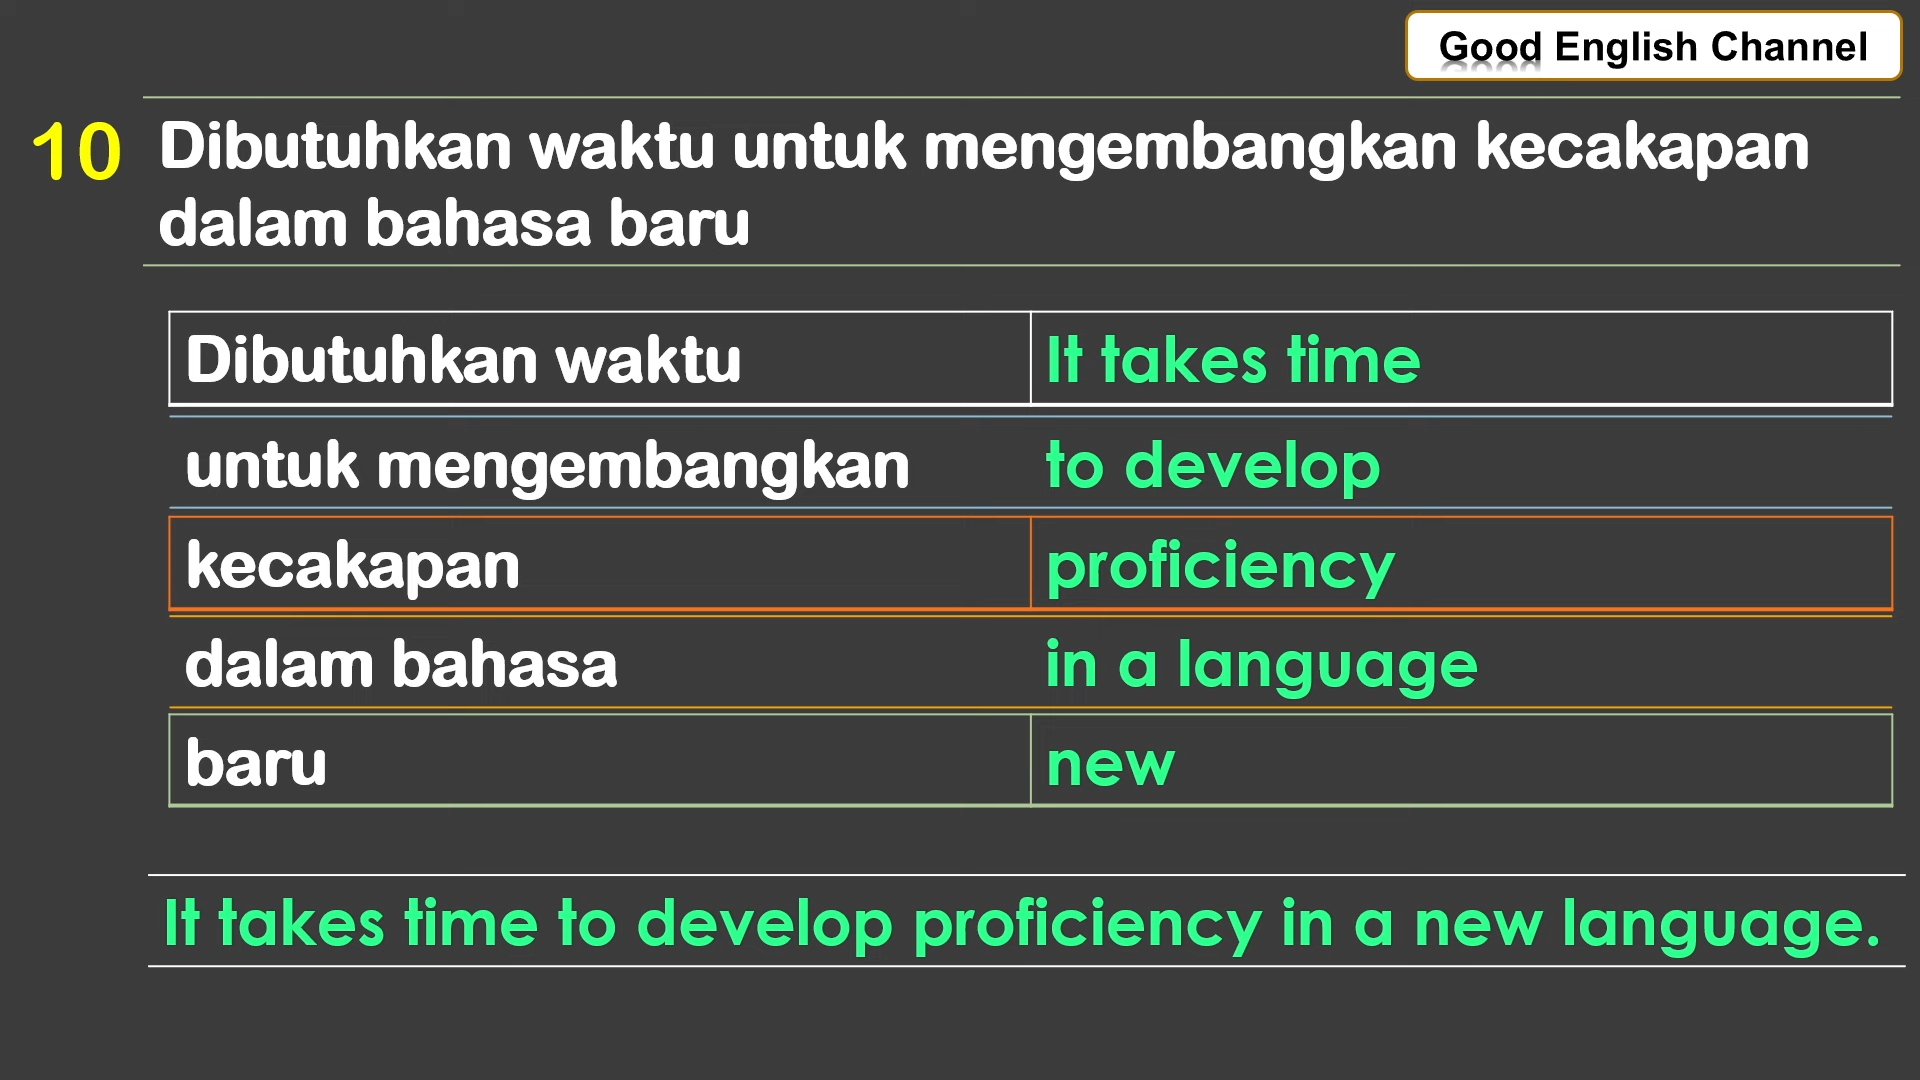 Good English Channel
10 Dibutuhkan waktu untuk mengembangkan kecakapan
dalam bahasa baru
Dibutuhkan waktu It takes time
untuk mengembangkan to develop
kecakapan proficiency
dalam bahasa in a language
baru new
It takes time to develop proficiency in a new language.